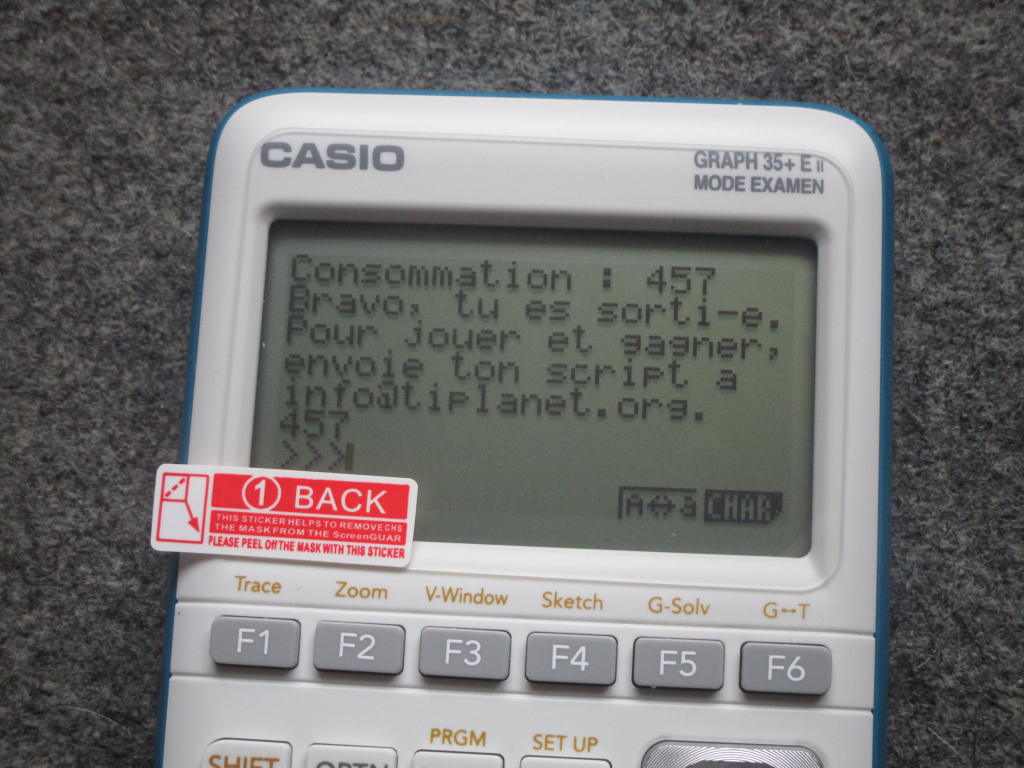 CASIO
GRAPH 35+ E II
MODE EXAMEN
Consommation : 457
Bravo, tu es sorti-e.
Pour jouer et gagner,
envoie ton script a
info@tiplanet.org.
457
>>>
A↔a CHAR
1 BACK
THIS STICKER HELPS TO REMOVE CHS
THE MASK FROM THE ScreenGUAR
PLEASE PEEL Off THE MASK WITH THIS STICKER
Trace Zoom V-Window Sketch G-Solv G↔T
F1 F2 F3 F4 F5 F6
PRGM SET UP
SHIFT OPTN